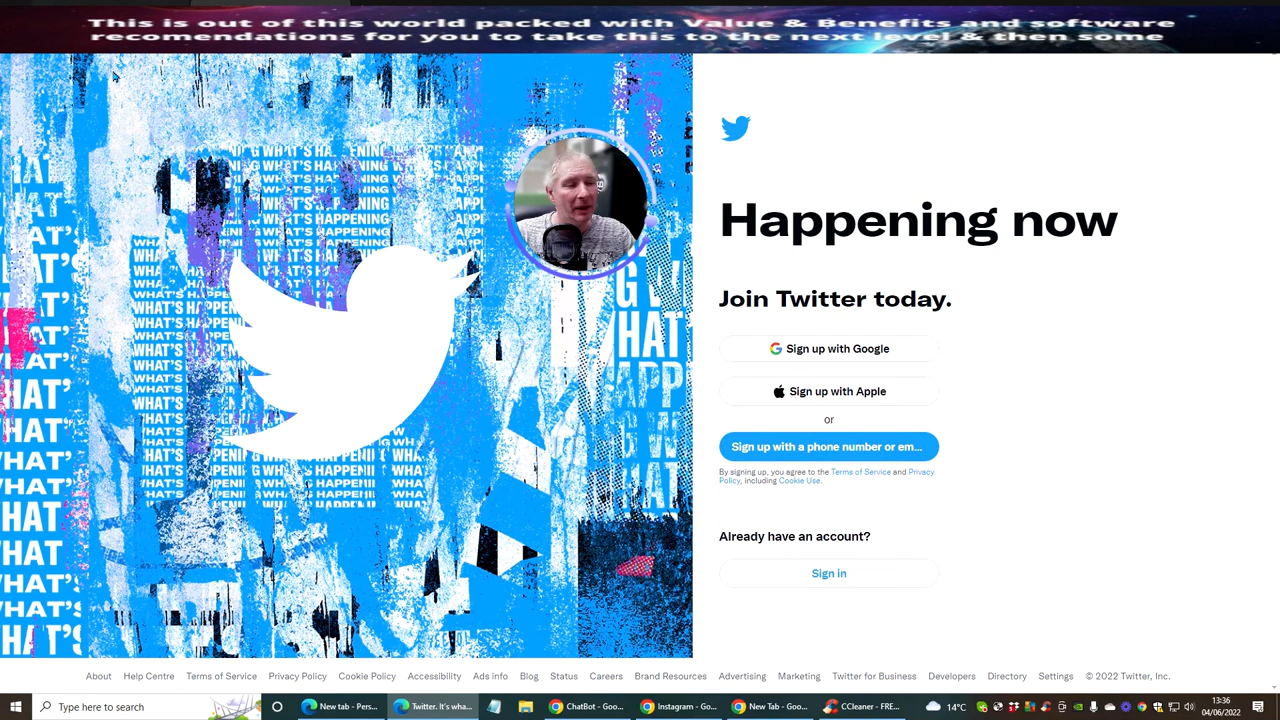 This is out of this world packed with Value & Benefits and software
recomendations for you to take this to the next level & then some
Happening now
Join Twitter today.
Sign up with Google
Sign up with Apple
or
Sign up with a phone number or em...
By signing up, you agree to the Terms of Service and Privacy
Policy, including Cookie Use.
Already have an account?
Sign in
WHAT'S HAPPENING
About Help Centre Terms of Service Privacy Policy Cookie Policy Accessibility Ads info Blog Status Careers Brand Resources Advertising Marketing Twitter for Business Developers Directory Settings © 2022 Twitter, Inc.
Type here to search
New tab - Pers...
Twitter. It's wha...
ChatBot - Goo...
Instagram - Go...
New Tab - Goo...
CCleaner - FRE...
14°C
13:36
04/06/2022